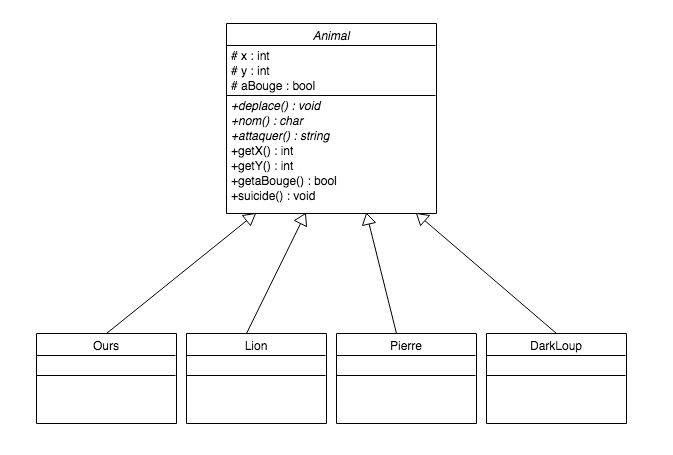 Animal
# x : int
# y : int
# aBouge : bool
+deplace() : void
+nom() : char
+attaquer() : string
+getX() : int
+getY() : int
+getaBouge() : bool
+suicide() : void
Ours
Lion
Pierre
DarkLoup